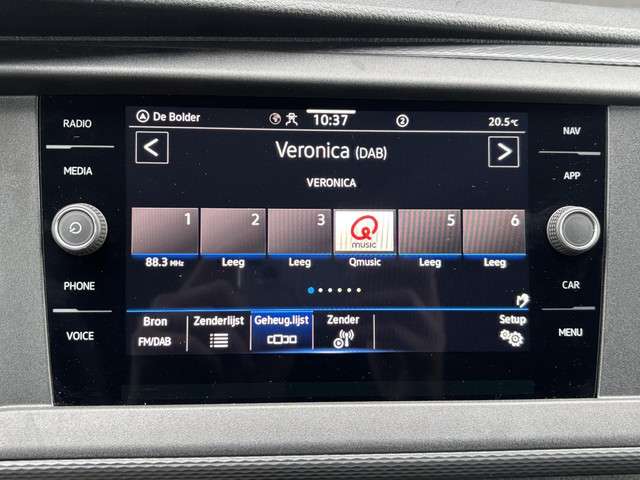 RADIO
MEDIA
PHONE
VOICE
De Bolder
10:37
2
20.5°C
< Veronica (DAB) >
VERONICA
1 2 3 Q music 5 6
88.3 MHz Leeg Leeg Qmusic Leeg Leeg
Bron Zenderlijst Geheug.lijst Zender Setup
FM/DAB
NAV
APP
CAR
MENU